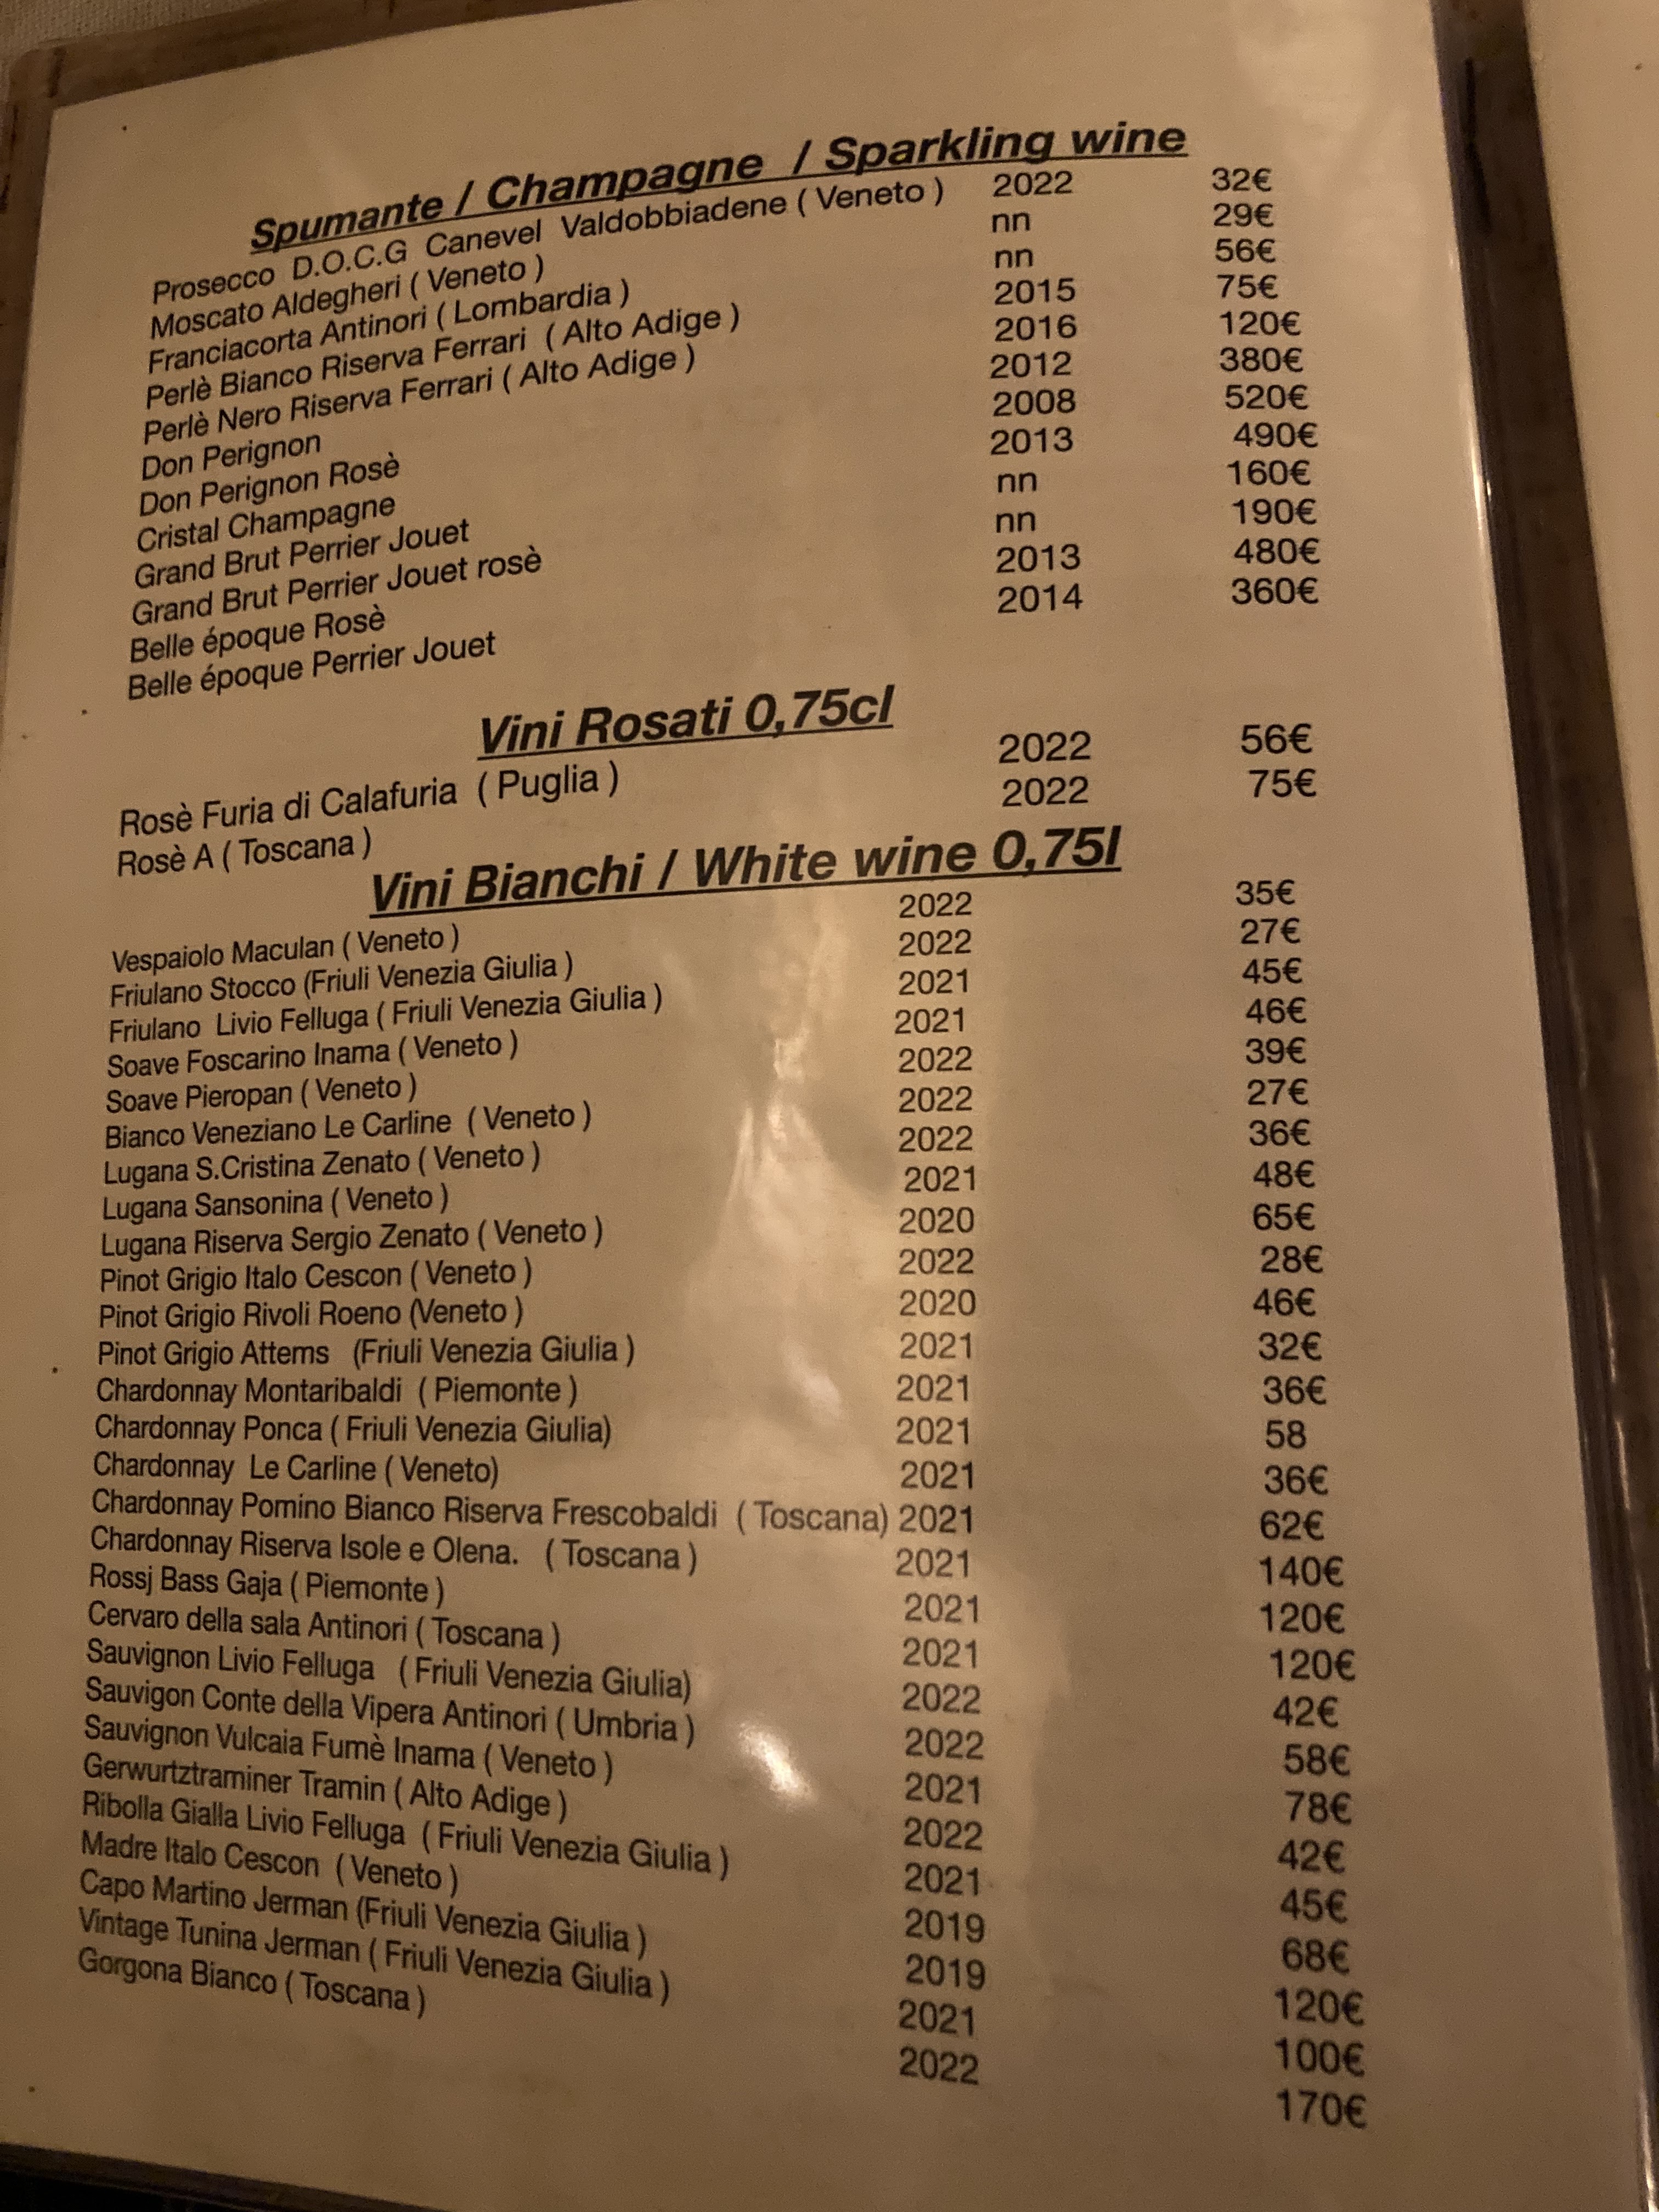 Spumante / Champagne / Sparkling wine
Prosecco D.O.C.G Canevel Valdobbiadene ( Veneto ) 2022 32€
Moscato Aldegheri ( Veneto ) nn 29€
Franciacorta Antinori ( Lombardia ) nn 56€
Perlè Bianco Riserva Ferrari ( Alto Adige ) 2015 75€
Perlè Nero Riserva Ferrari ( Alto Adige ) 2016 120€
Don Perignon 2012 380€
Don Perignon Rosè 2008 520€
Cristal Champagne 2013 490€
Grand Brut Perrier Jouet nn 160€
Grand Brut Perrier Jouet rosè nn 190€
Belle époque Rosè 2013 480€
Belle époque Perrier Jouet 2014 360€
Vini Rosati 0,75cl
Rosè Furia di Calafuria ( Puglia ) 2022 56€
Rosè A ( Toscana ) 2022 75€
Vini Bianchi / White wine 0,75l
Vespaiolo Maculan ( Veneto ) 2022 35€
Friulano Stocco (Friuli Venezia Giulia ) 2022 27€
Friulano Livio Felluga ( Friuli Venezia Giulia ) 2021 45€
Soave Foscarino Inama ( Veneto ) 2021 46€
Soave Pieropan ( Veneto ) 2022 39€
Bianco Veneziano Le Carline ( Veneto ) 2022 27€
Lugana S.Cristina Zenato ( Veneto ) 2022 36€
Lugana Sansonina ( Veneto ) 2021 48€
Lugana Riserva Sergio Zenato ( Veneto ) 2020 65€
Pinot Grigio Italo Cescon ( Veneto ) 2022 28€
Pinot Grigio Rivoli Roeno (Veneto ) 2020 46€
Pinot Grigio Attems (Friuli Venezia Giulia ) 2021 32€
Chardonnay Montaribaldi ( Piemonte ) 2021 36€
Chardonnay Ponca ( Friuli Venezia Giulia) 2021 58
Chardonnay Le Carline ( Veneto) 2021 36€
Chardonnay Pomino Bianco Riserva Frescobaldi ( Toscana) 2021 62€
Chardonnay Riserva Isole e Olena. ( Toscana ) 2021 140€
Rossj Bass Gaja ( Piemonte ) 2021 120€
Cervaro della sala Antinori ( Toscana ) 2021 120€
Sauvignon Livio Felluga ( Friuli Venezia Giulia) 2022 42€
Sauvigon Conte della Vipera Antinori ( Umbria ) 2022 58€
Sauvignon Vulcaia Fumè Inama ( Veneto ) 2021 78€
Gerwurtztraminer Tramin ( Alto Adige ) 2022 42€
Ribolla Gialla Livio Felluga ( Friuli Venezia Giulia ) 2021 45€
Madre Italo Cescon ( Veneto ) 2019 68€
Capo Martino Jerman (Friuli Venezia Giulia ) 2019 120€
Vintage Tunina Jerman ( Friuli Venezia Giulia ) 2021 100€
Gorgona Bianco ( Toscana ) 2022 170€